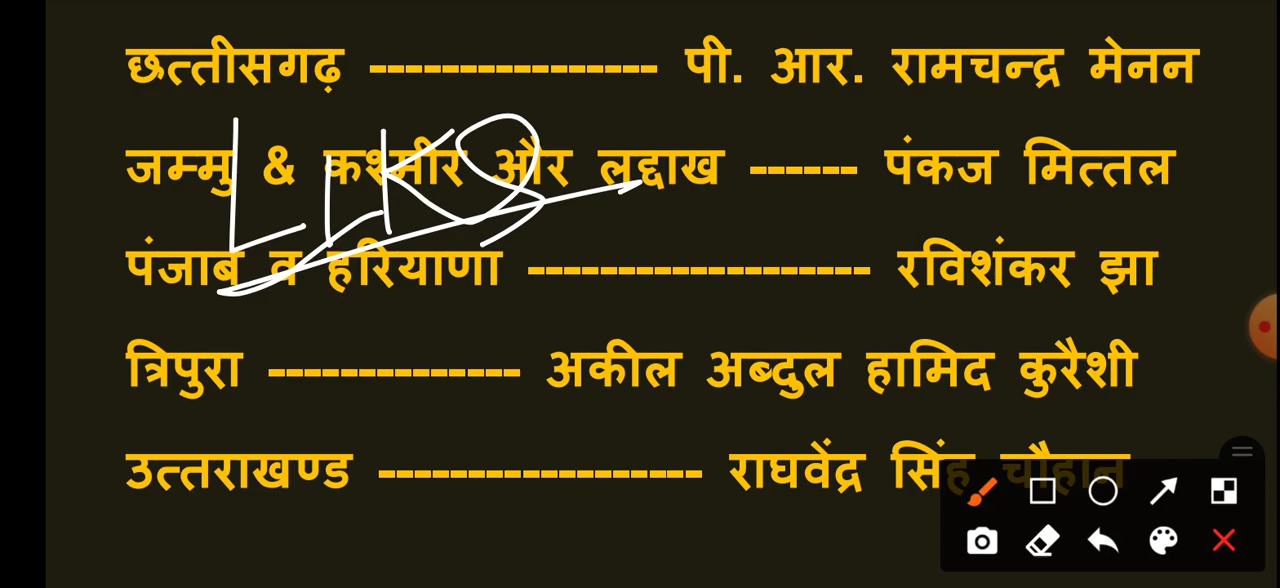 छत्तीसगढ़ ---------------- पी. आर. रामचन्द्र मेनन
जम्मु & कश्मीर और लद्दाख ------ पंकज मित्तल
पंजाब व हरियाणा ------------------- रविशंकर झा
त्रिपुरा -------------- अकील अब्दुल हामिद कुरैशी
उत्तराखण्ड ------------------ राघवेंद्र सिंह चौहान